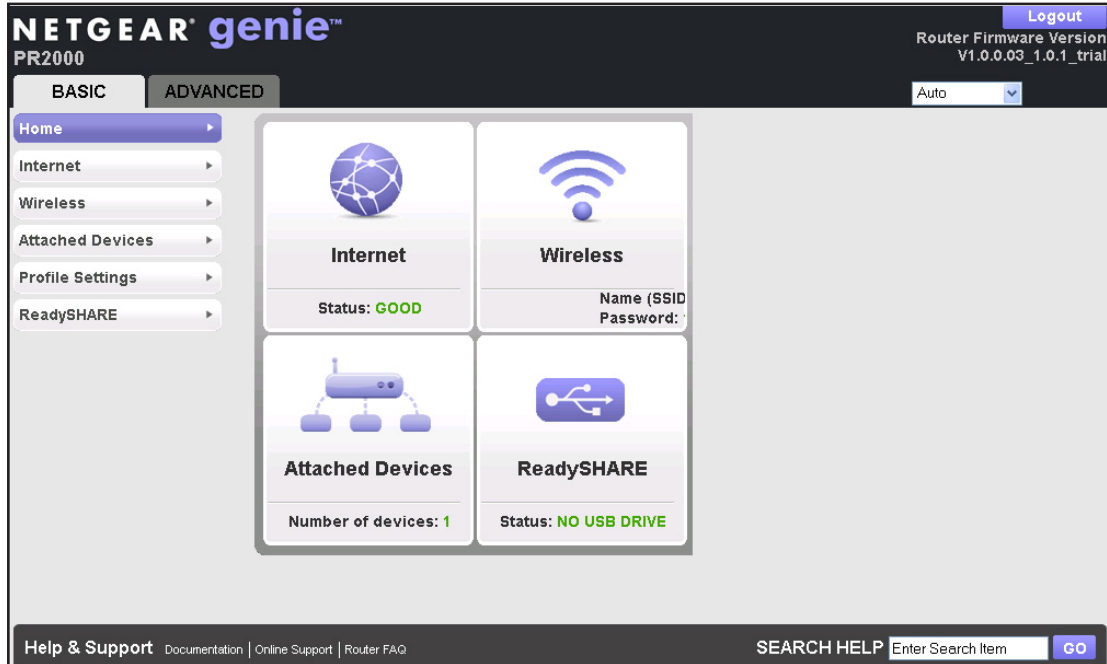 NETGEAR® genie™
Logout
PR2000
Router Firmware Version
V1.0.0.03_1.0.1_trial
BASIC
ADVANCED
Auto
Home
Internet
Wireless
Attached Devices
Profile Settings
ReadySHARE
Internet
Status: GOOD
Wireless
Name (SSID
Password:
Attached Devices
Number of devices: 1
ReadySHARE
Status: NO USB DRIVE
Help & Support Documentation | Online Support | Router FAQ
SEARCH HELP Enter Search Item GO